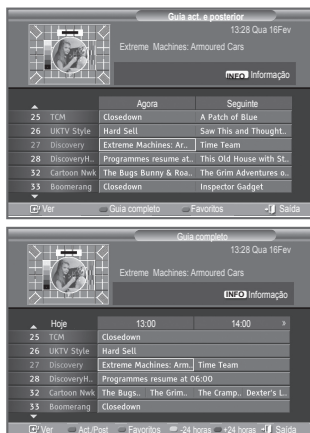 Guia act. e posterior
13:28 Qua 16Fev
Extreme Machines: Armoured Cars
INFO Informação
Agora Seguinte
25 TCM Closedown A Patch of Blue
26 UKTV Style Hard Sell Saw This and Thought..
27 Discovery Extreme Machines: Ar.. Time Team
28 DiscoveryH.. Programmes resume at.. This Old House with St..
32 Cartoon Nwk The Bugs Bunny & Roa.. The Grim Adventures o..
33 Boomerang Closedown Inspector Gadget
Ver Guia completo Favoritos Saída
Guia completo
13:28 Qua 16Fev
Extreme Machines: Armoured Cars
INFO Informação
Hoje 13:00 14:00 »
25 TCM Closedown
26 UKTV Style Hard Sell
27 Discovery Extreme Machines: Arm.. Time Team
28 DiscoveryH.. Programmes resume at 06:00
32 Cartoon Nwk The Bugs.. The Grim.. The Cramp.. Dexter's L..
33 Boomerang Closedown
Ver Act./Post Favoritos -24 horas +24 horas Saída